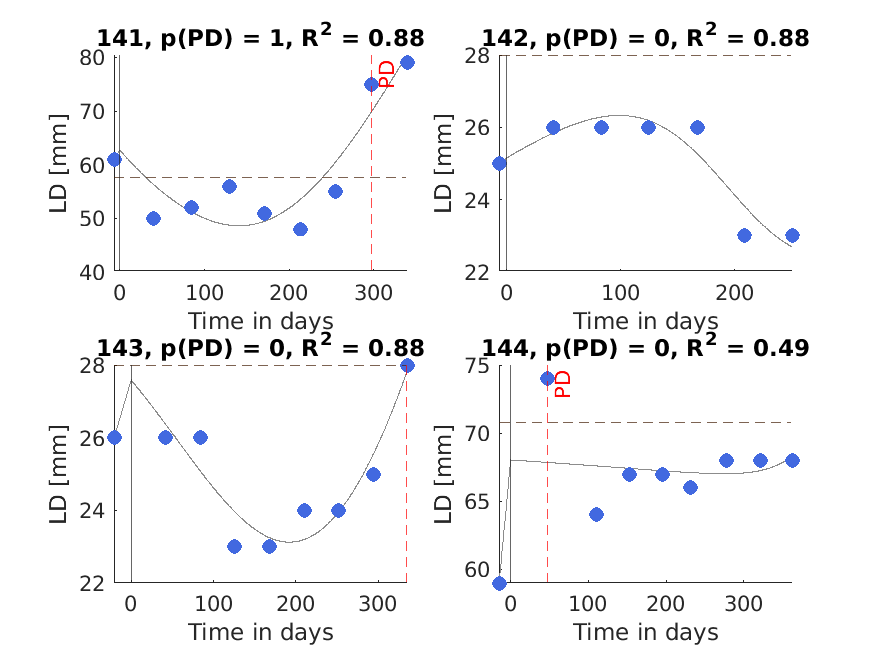 141, p(PD) = 1, R² = 0.88
80
70
60
50
40
LD [mm]
PD
0
100
200
300
Time in days
142, p(PD) = 0, R² = 0.88
28
26
24
22
LD [mm]
0
100
200
Time in days
143, p(PD) = 0, R² = 0.88
28
26
24
22
LD [mm]
0
100
200
300
Time in days
144, p(PD) = 0, R² = 0.49
75
70
65
60
LD [mm]
PD
0
100
200
300
Time in days